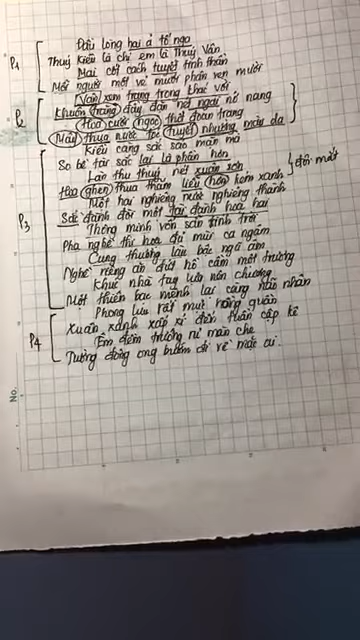 P1
Đầu lòng hai ả tố nga
Thuý Kiều là chị em là Thuý Vân
Mai cốt cách tuyết tinh thần
Mỗi người một vẻ mười phân vẹn mười
P2
Vân xem trang trọng khác vời
Khuôn trăng đầy đặn nét ngài nở nang
Hoa cười ngọc thốt đoan trang
Mây thua nước tóc tuyết nhường màu da
P3
Kiều càng sắc sảo mặn mà
So bề tài sắc lại là phần hơn
Làn thu thuỷ nét xuân sơn
đôi mắt
Hoa ghen thua thắm liễu hờn kém xanh
Một hai nghiêng nước nghiêng thành
Sắc đành đòi một tài đành hoạ hai
Thông minh vốn sẵn tính trời
Pha nghề thi hoạ đủ mùi ca ngâm
Cung thương lầu bậc ngũ âm
Nghề riêng ăn đứt hồ cầm một trương
Khúc nhà tay lựa nên chương
Một thiên bạc mệnh lại càng não nhân
Phong lưu rất mực hồng quần
P4
Xuân xanh xấp xỉ đến tuần cập kê
Êm đềm trướng rủ màn che
Tường đông ong bướm đi về mặc ai.
No.